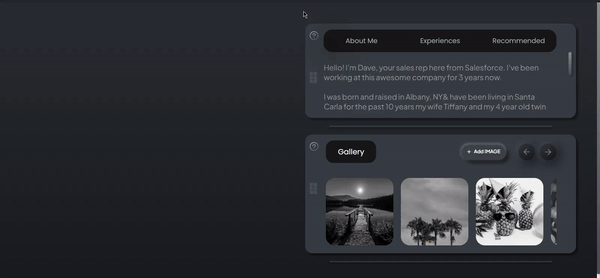 About Me Experiences Recommended
Hello! I'm Dave, your sales rep here from Salesforce. I've been
working at this awesome company for 3 years now.
I was born and raised in Albany, NY& have been living in Santa
Carla for the past 10 years my wife Tiffany and my 4 year old twin
Gallery
+ Add IMAGE